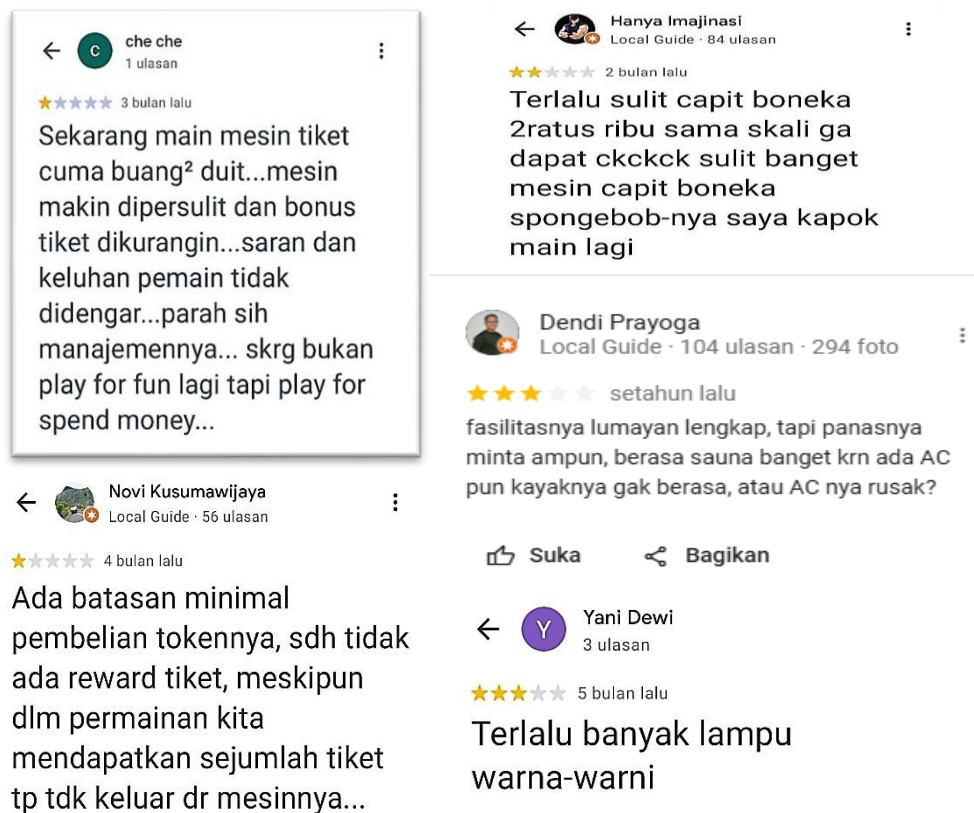 che che
1 ulasan
3 bulan lalu
Sekarang main mesin tiket
cuma buang² duit...mesin
makin dipersulit dan bonus
tiket dikurangin...saran dan
keluhan pemain tidak
didengar...parah sih
manajemennya... skrg bukan
play for fun lagi tapi play for
spend money...
Novi Kusumawijaya
Local Guide · 56 ulasan
4 bulan lalu
Ada batasan minimal
pembelian tokennya, sdh tidak
ada reward tiket, meskipun
dlm permainan kita
mendapatkan sejumlah tiket
tp tdk keluar dr mesinnya...
Hanya Imajinasi
Local Guide · 84 ulasan
2 bulan lalu
Terlalu sulit capit boneka
2ratus ribu sama skali ga
dapat ckckck sulit banget
mesin capit boneka
spongebob-nya saya kapok
main lagi
Dendi Prayoga
Local Guide · 104 ulasan · 294 foto
setahun lalu
fasilitasnya lumayan lengkap, tapi panasnya
minta ampun, berasa sauna banget krn ada AC
pun kayaknya gak berasa, atau AC nya rusak?
Suka Bagikan
Y
Yani Dewi
3 ulasan
5 bulan lalu
Terlalu banyak lampu
warna-warni